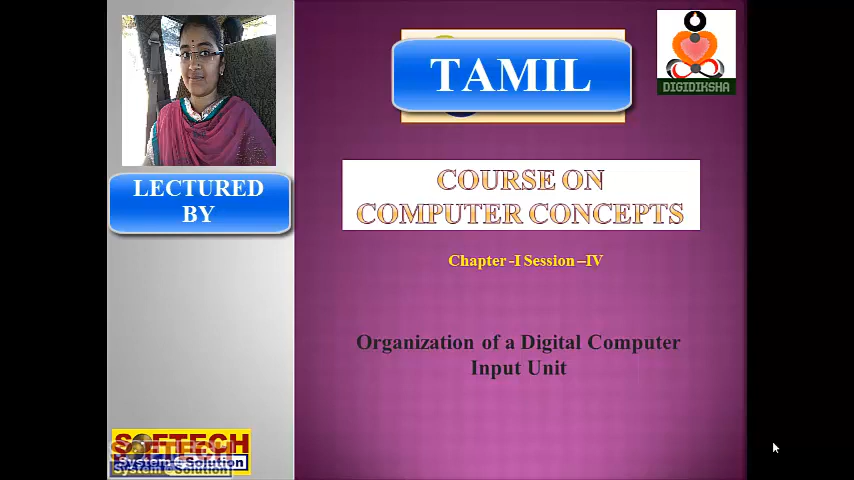 TAMIL
DIGIDIKSHA
LECTURED
BY
COURSE ON
COMPUTER CONCEPTS
Chapter -I Session –IV
Organization of a Digital Computer
Input Unit
SOFTECH
System Solution